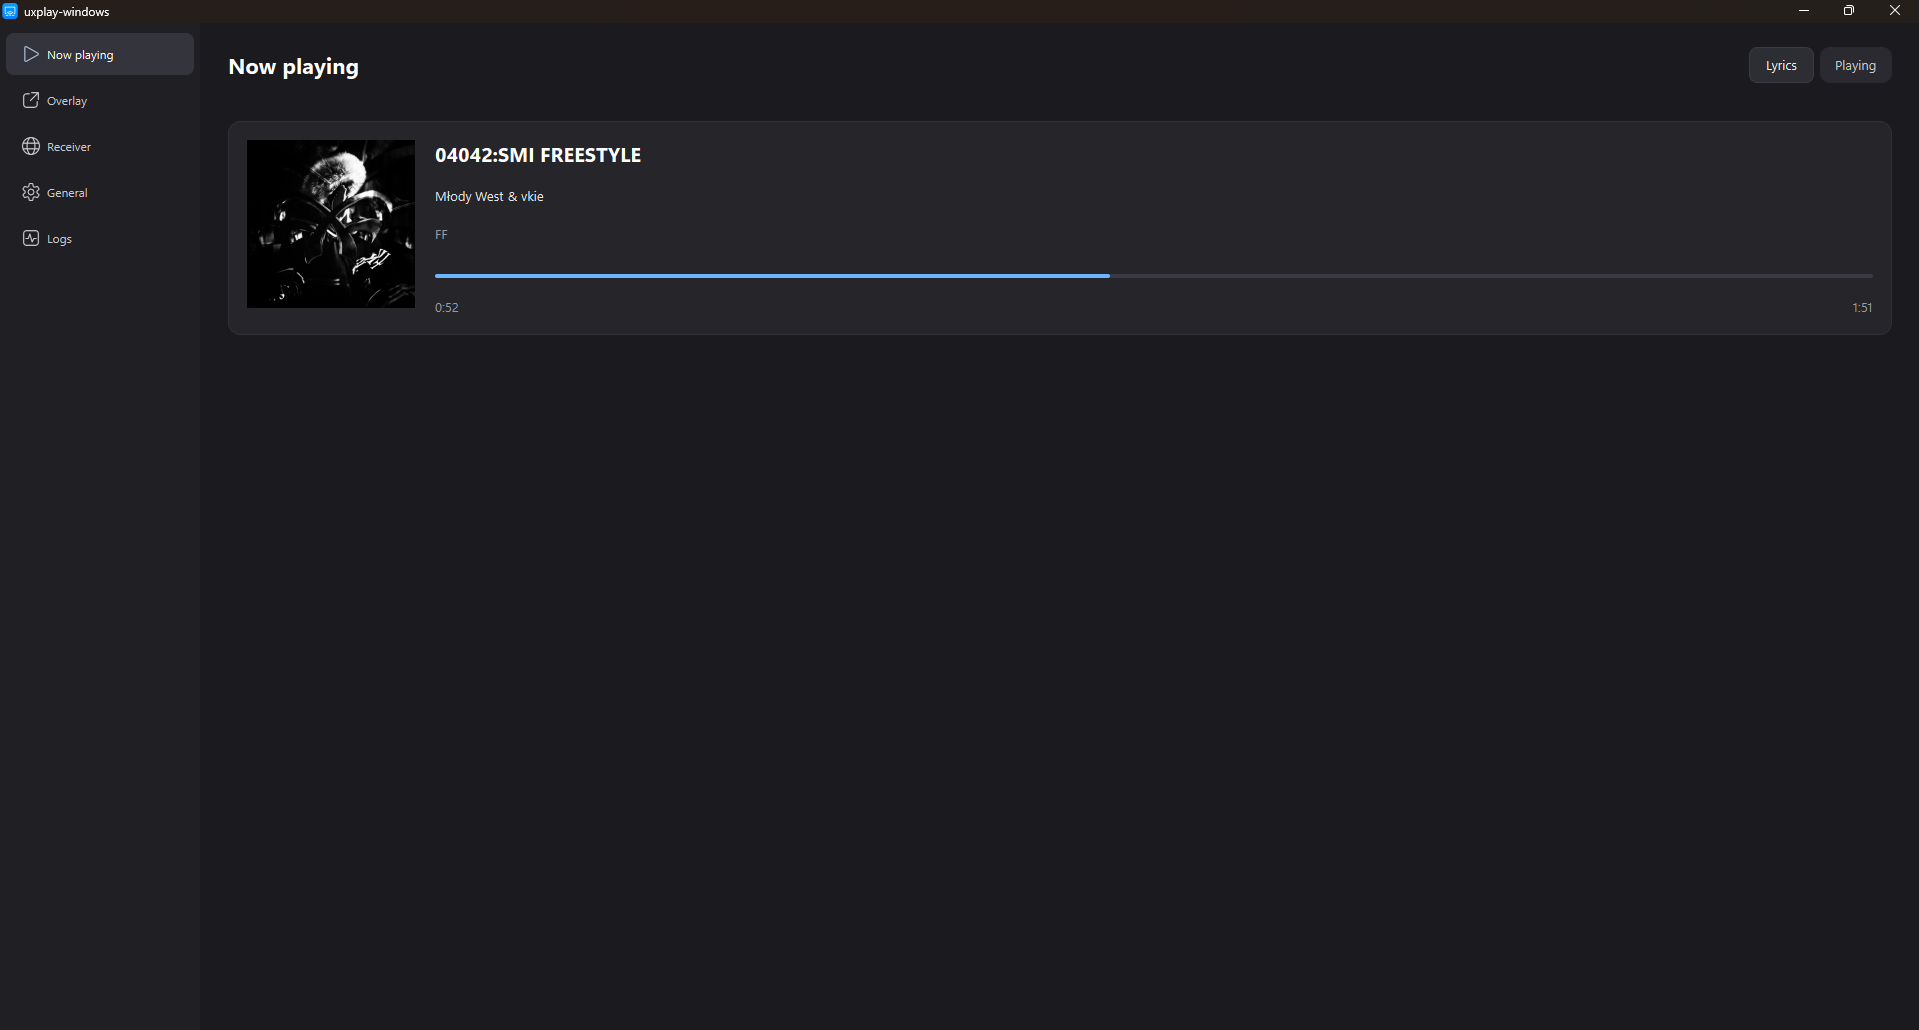 uxplay-windows
Now playing
Overlay
Receiver
General
Logs
Now playing
Lyrics
Playing
04042:SMI FREESTYLE
Młody West & vkie
FF
0:52
1:51